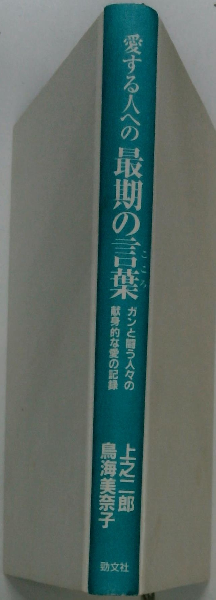 愛する人への 最期の言葉
こころ
ガンと闘う人々の
献身的な愛の記録
上之二郎
鳥海美奈子
勁文社